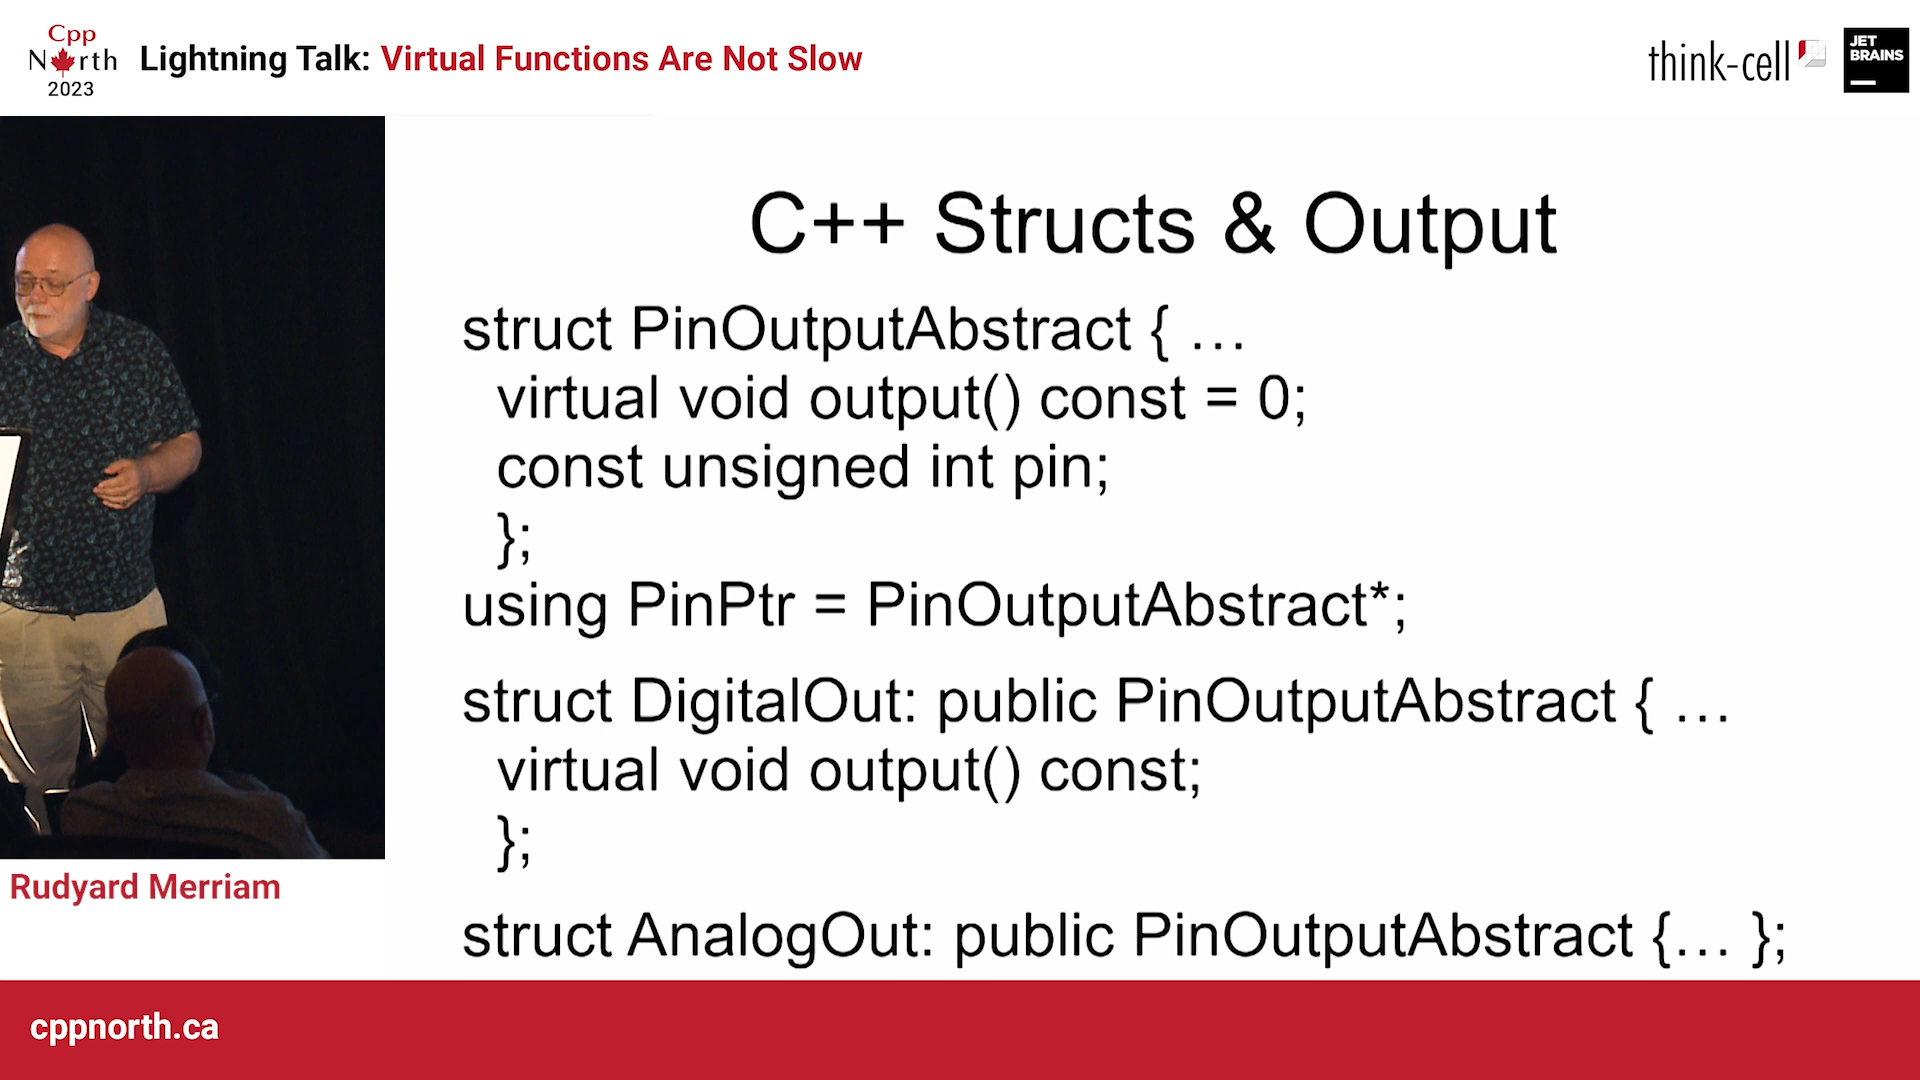 Cpp
North
2023
Lightning Talk: Virtual Functions Are Not Slow
think-cell
JET
BRAINS
C++ Structs & Output
struct PinOutputAbstract { …
virtual void output() const = 0;
const unsigned int pin;
};
using PinPtr = PinOutputAbstract*;
struct DigitalOut: public PinOutputAbstract { …
virtual void output() const;
};
struct AnalogOut: public PinOutputAbstract {… };
Rudyard Merriam
cppnorth.ca